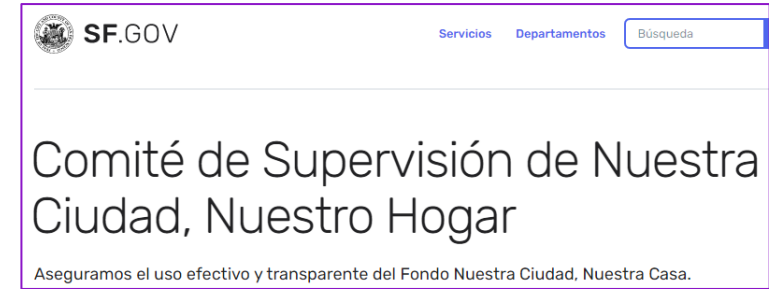 SF.GOV
Servicios Departamentos Búsqueda
Comité de Supervisión de Nuestra
Ciudad, Nuestro Hogar
Aseguramos el uso efectivo y transparente del Fondo Nuestra Ciudad, Nuestra Casa.